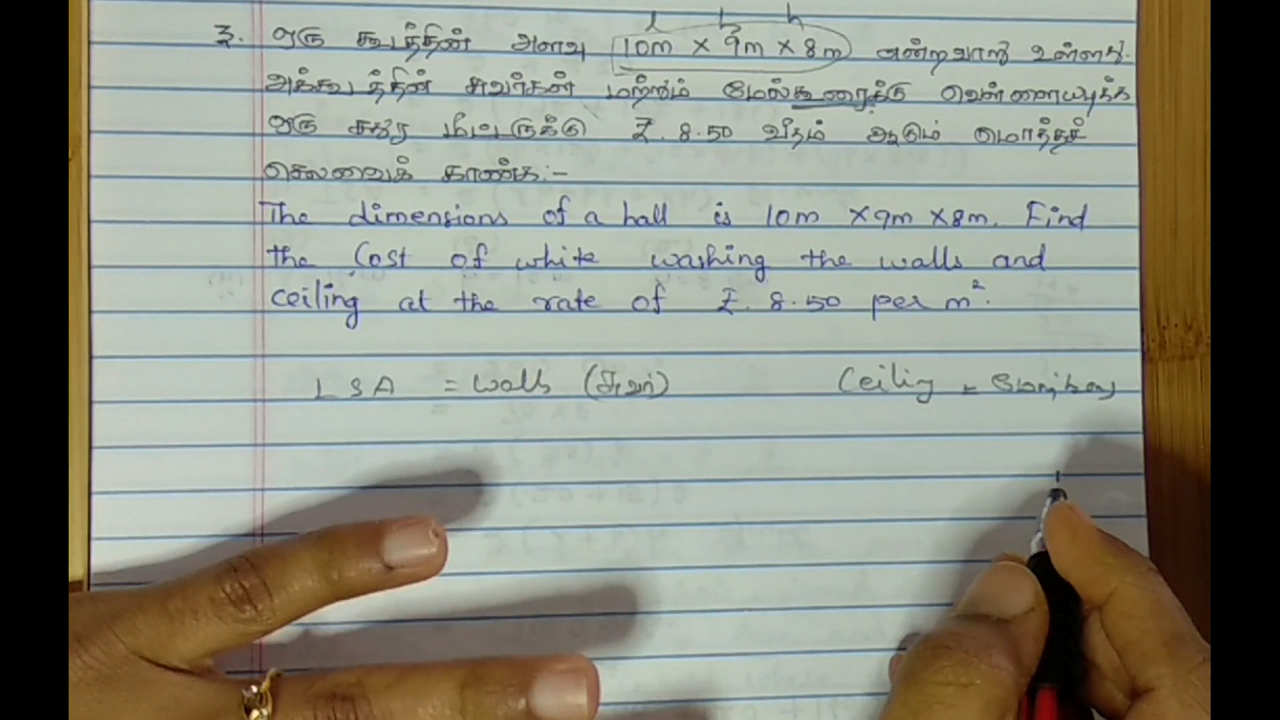 l b h
3. ஒரு கூடத்தின் அளவு 10m × 9m × 8m என்றவாறு உள்ளது.
அக்கூடத்தின் சுவர்கள் மற்றும் மேல்கூரைக்கு வெள்ளையடிக்க
ஒரு சதுர மீட்டருக்கு ₹. 8.50 வீதம் ஆகும் மொத்தச்
செலவைக் காண்க:-
The dimensions of a hall is 10m × 9m × 8m. Find
the Cost of white washing the walls and
ceiling at the rate of ₹. 8.50 per m².
LSA = walls (சுவர்) Ceiling =